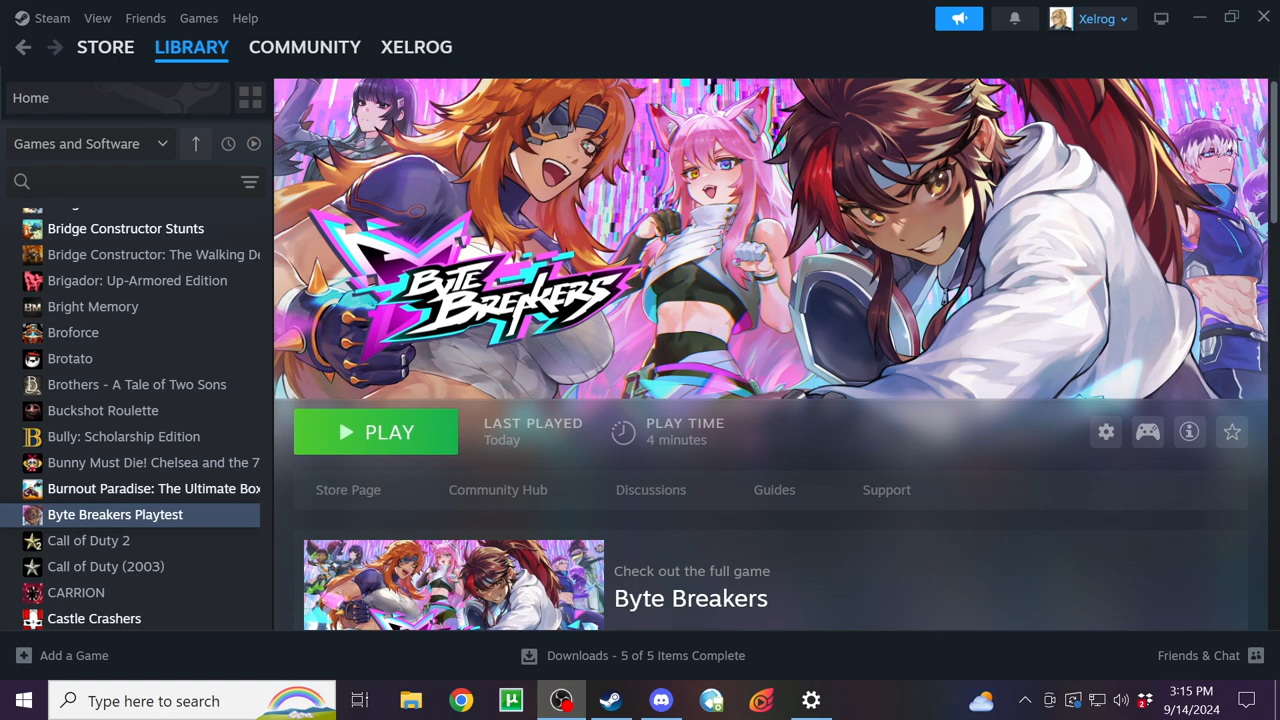 Steam View Friends Games Help
Xelrog
STORE LIBRARY COMMUNITY XELROG
Home
Games and Software
Bridge Constructor Stunts
Bridge Constructor: The Walking De
Brigador: Up-Armored Edition
HM Bright Memory
Broforce
Brotato
Brothers - A Tale of Two Sons
Buckshot Roulette
B Bully: Scholarship Edition
Bunny Must Die! Chelsea and the 7
Burnout Paradise: The Ultimate Box
Byte Breakers Playtest
2 Call of Duty 2
Call of Duty (2003)
CARRION
Castle Crashers
BYTE
BREAKERS
PLAY
LAST PLAYED
Today
PLAY TIME
4 minutes
Store Page Community Hub Discussions Guides Support
Check out the full game
Byte Breakers
Add a Game
Downloads - 5 of 5 Items Complete
Friends & Chat
Type here to search
µ
2
3:15 PM
9/14/2024